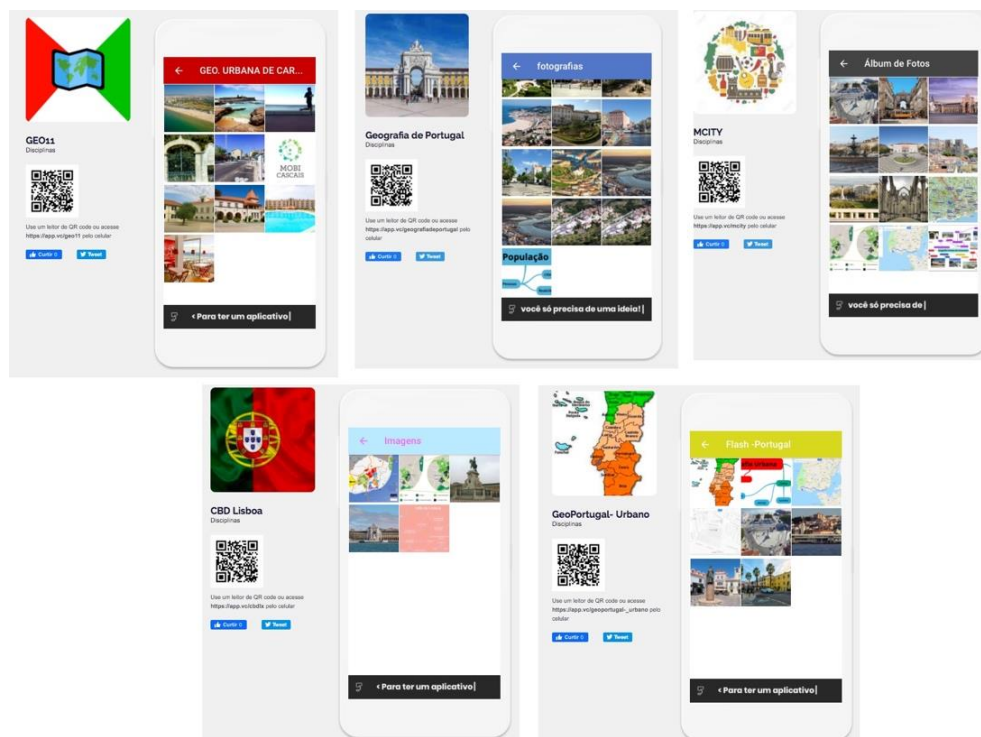 GEO11
Disciplinas
Use um leitor de QR code ou acesse
https://app.vc/geo11 pelo celular
Curtir 0
Tweet
GEO. URBANA DE CAR...
MOBI
CASCAIS
< Para ter um aplicativo|
Geografia de Portugal
Disciplinas
Use um leitor de QR code ou acesse
https://app.vc/geografiadeportugal pelo
celular
Curtir 0
Tweet
fotografias
População
você só precisa de uma ideia!|
MCITY
Disciplinas
Use um leitor de QR code ou acesse
https://app.vc/mcity pelo celular
Curtir 0
Tweet
Álbum de Fotos
você só precisa de|
CBD Lisboa
Disciplinas
Use um leitor de QR code ou acesse
https://app.vc/cbdlx pelo celular
Curtir 0
Tweet
Imagens
< Para ter um aplicativo|
GeoPortugal- Urbano
Disciplinas
Use um leitor de QR code ou acesse
https://app.vc/geoportugal-_urbano pelo
celular
Curtir 0
Tweet
Flash -Portugal
< Para ter um aplicativo|